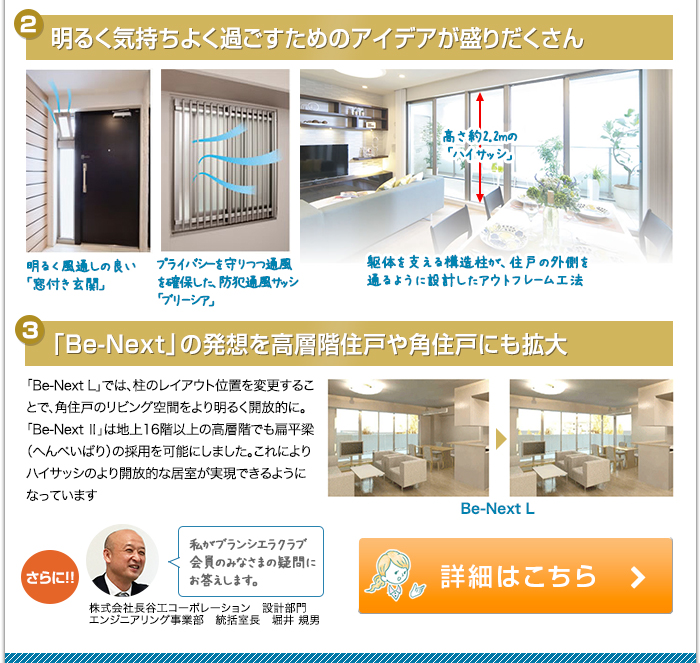 2 明るく気持ちよく過ごすためのアイデアが盛りだくさん
高さ約2.2mの
「ハイサッシ」
明るく風通しの良い
「窓付き玄関」
プライバシーを守りつつ通風
を確保した、防犯通風サッシ
「ブリーシア」
躯体を支える構造柱が、住戸の外側を
通るように設計したアウトフレーム工法
3 「Be-Next」の発想を高層階住戸や角住戸にも拡大
「Be-Next L」では、柱のレイアウト位置を変更するこ
とで、角住戸のリビング空間をより明るく開放的に。
「Be-Next II」は地上16階以上の高層階でも扁平梁
（へんぺいばり）の採用を可能にしました。これにより
ハイサッシのより開放的な居室が実現できるように
なっています
Be-Next L
さらに!!
私がブランシエラクラブ
会員のみなさまの疑問に
お答えします。
株式会社長谷工コーポレーション　設計部門
エンジニアリング事業部　統括室長　堀井 規男
詳細はこちら